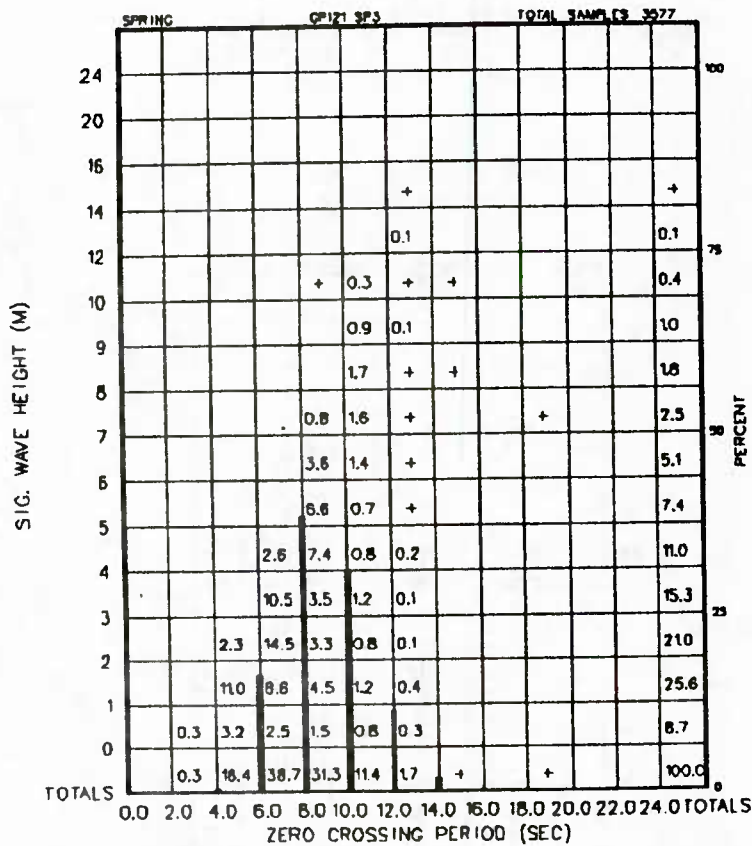 SPRING GP121 SP3 TOTAL SAMPLES 3577
100
24
20
16
+ +
14
0.1 0.1
12 75
+ 0.3 + + 0.4
10
0.9 0.1 1.0
9
1.7 + + 1.8
8
0.8 1.6 + + 2.5
7 50
3.6 1.4 + 5.1
6
6.6 0.7 + 7.4
5
2.6 7.4 0.8 0.2 11.0
4
10.5 3.5 1.2 0.1 15.3
3 25
2.3 14.5 3.3 0.8 0.1 21.0
2
11.0 8.6 4.5 1.2 0.4 25.6
1
0.3 3.2 2.5 1.5 0.8 0.3 8.7
0
0.3 16.4 38.7 31.3 11.4 1.7 + + 100.0
TOTALS 0
0.0 2.0 4.0 6.0 8.0 10.0 12.0 14.0 16.0 18.0 20.0 22.0 24.0 TOTALS
ZERO CROSSING PERIOD (SEC)
SIG. WAVE HEIGHT (M)
PERCENT